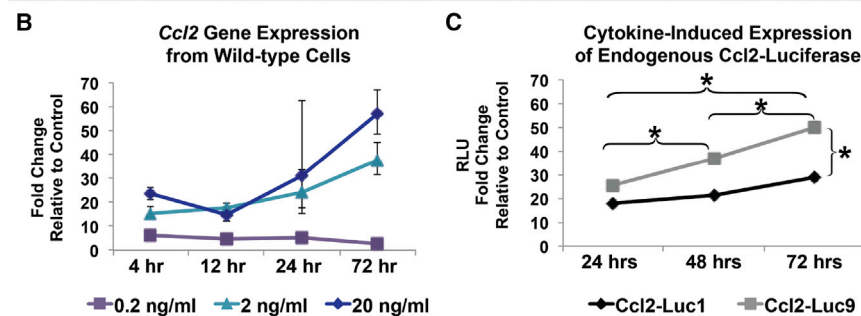 B
Ccl2 Gene Expression
from Wild-type Cells
Fold Change
Relative to Control
70
60
50
40
30
20
10
0
4 hr 12 hr 24 hr 72 hr
0.2 ng/ml 2 ng/ml 20 ng/ml
C
Cytokine-Induced Expression
of Endogenous Ccl2-Luciferase
RLU
Fold Change
Relative to Control
70
60
50
40
30
20
10
0
*
*
*
*
24 hrs 48 hrs 72 hrs
Ccl2-Luc1 Ccl2-Luc9